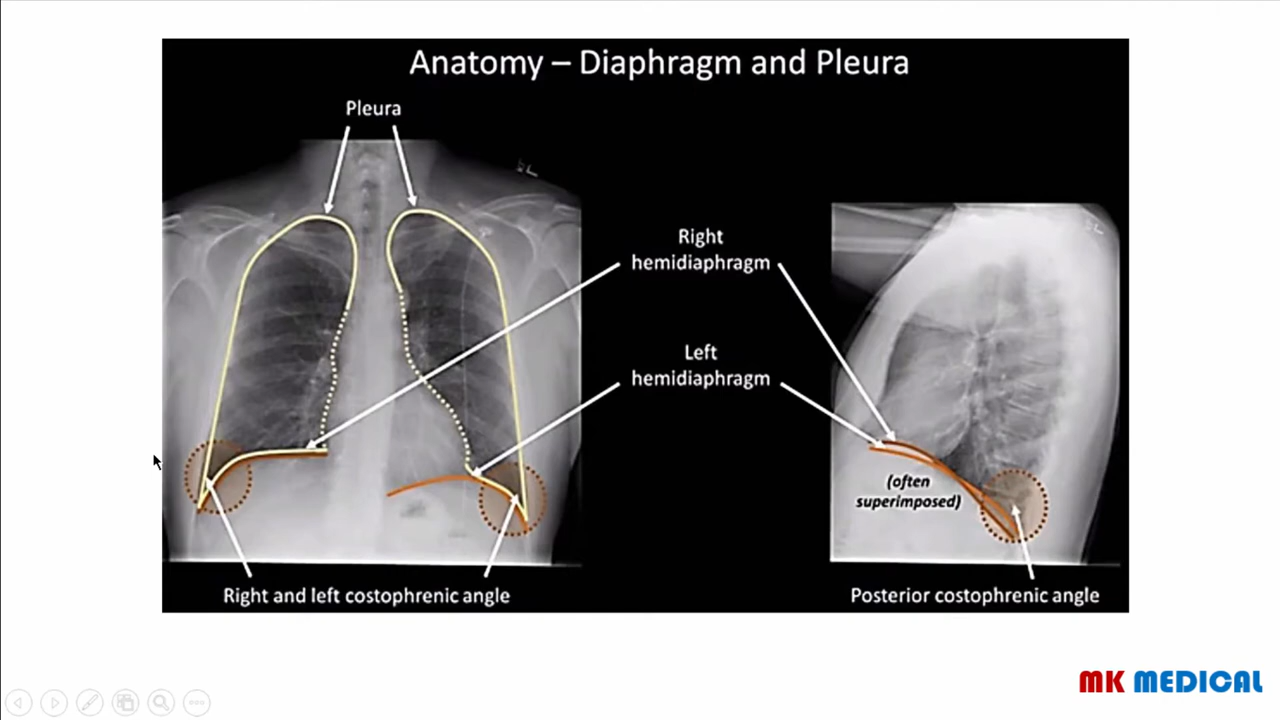 Anatomy – Diaphragm and Pleura
Pleura
Right
hemidiaphragm
Left
hemidiaphragm
(often
superimposed)
Right and left costophrenic angle
Posterior costophrenic angle
MK MEDICAL